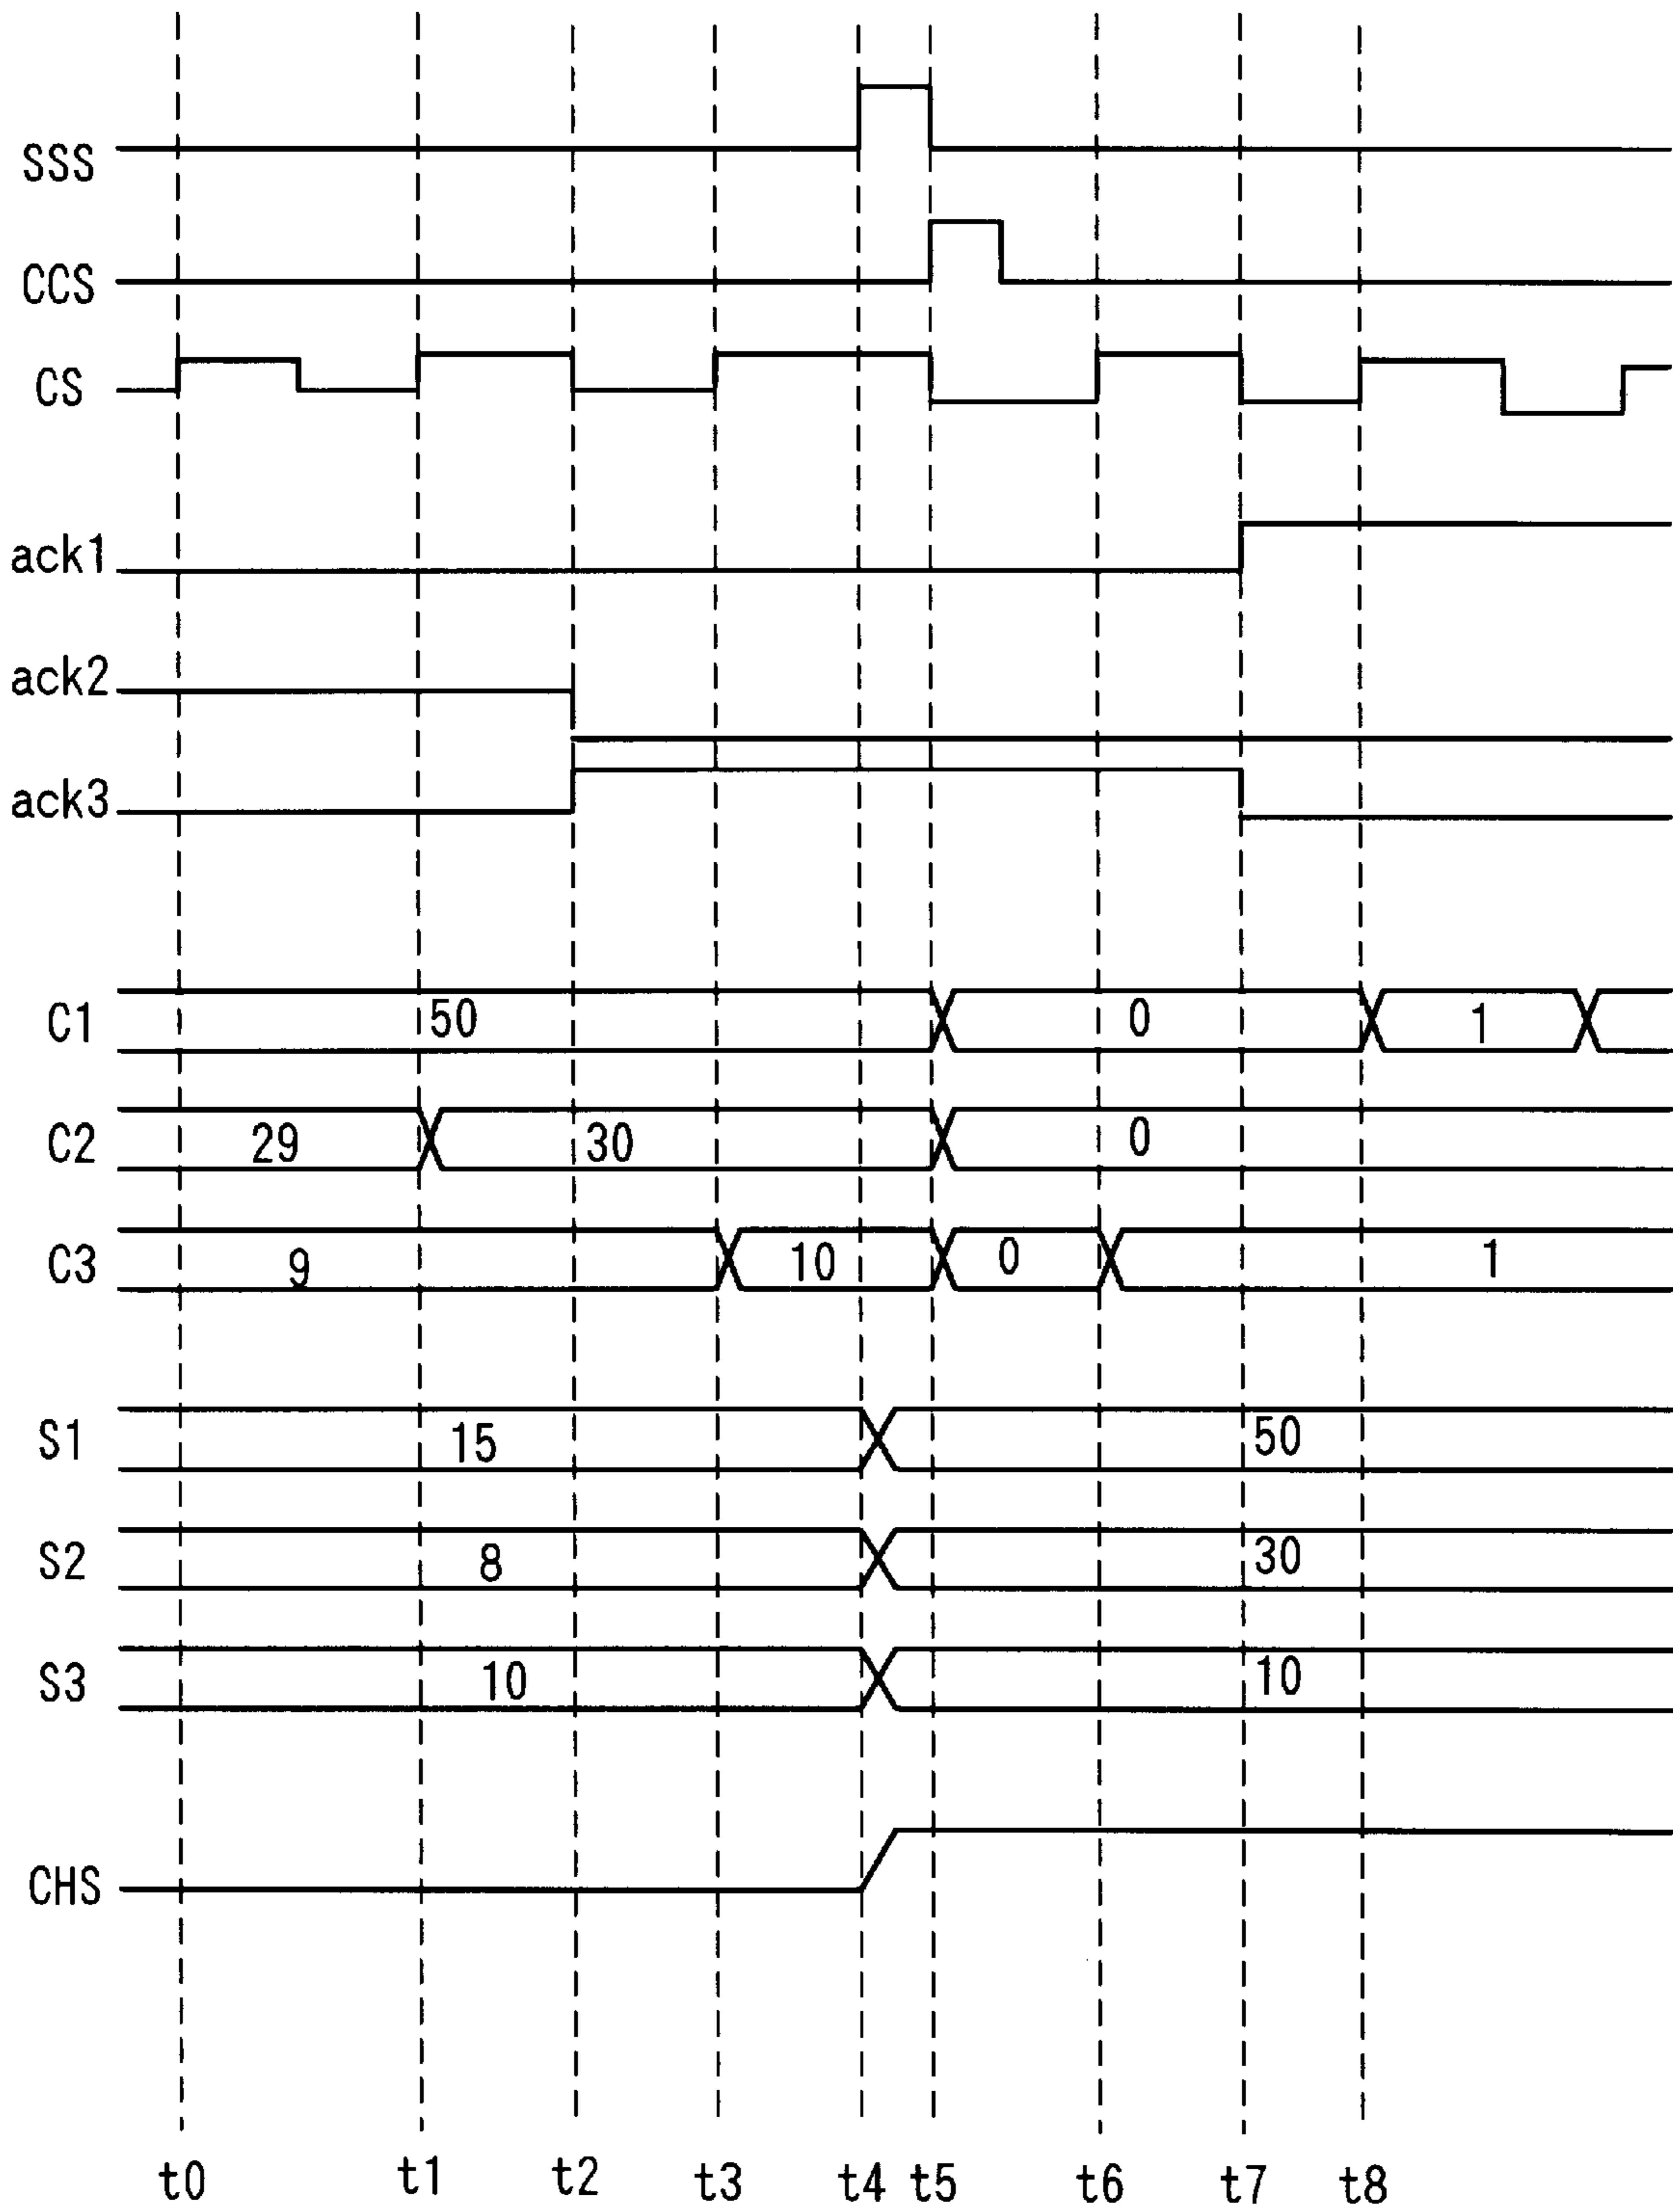 SSS
CCS
CS
ack1
ack2
ack3
C1 50 0 1
C2 29 30 0
C3 9 10 0 1
S1 15 50
S2 8 30
S3 10 10
CHS
t0 t1 t2 t3 t4 t5 t6 t7 t8